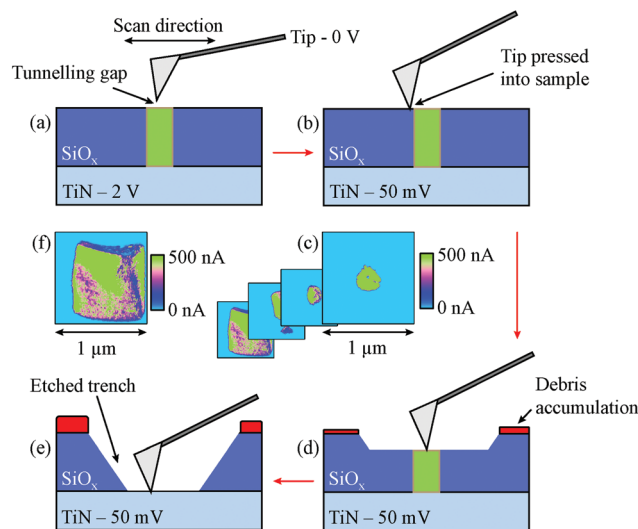 Scan direction
Tip - 0 V
Tunnelling gap
Tip pressed
into sample
(a)
(b)
SiOₓ
SiOₓ
TiN – 2 V
TiN – 50 mV
(f)
(c)
500 nA
500 nA
0 nA
0 nA
1 µm
1 µm
Etched trench
Debris
accumulation
(e)
(d)
SiOₓ
SiOₓ
TiN – 50 mV
TiN – 50 mV